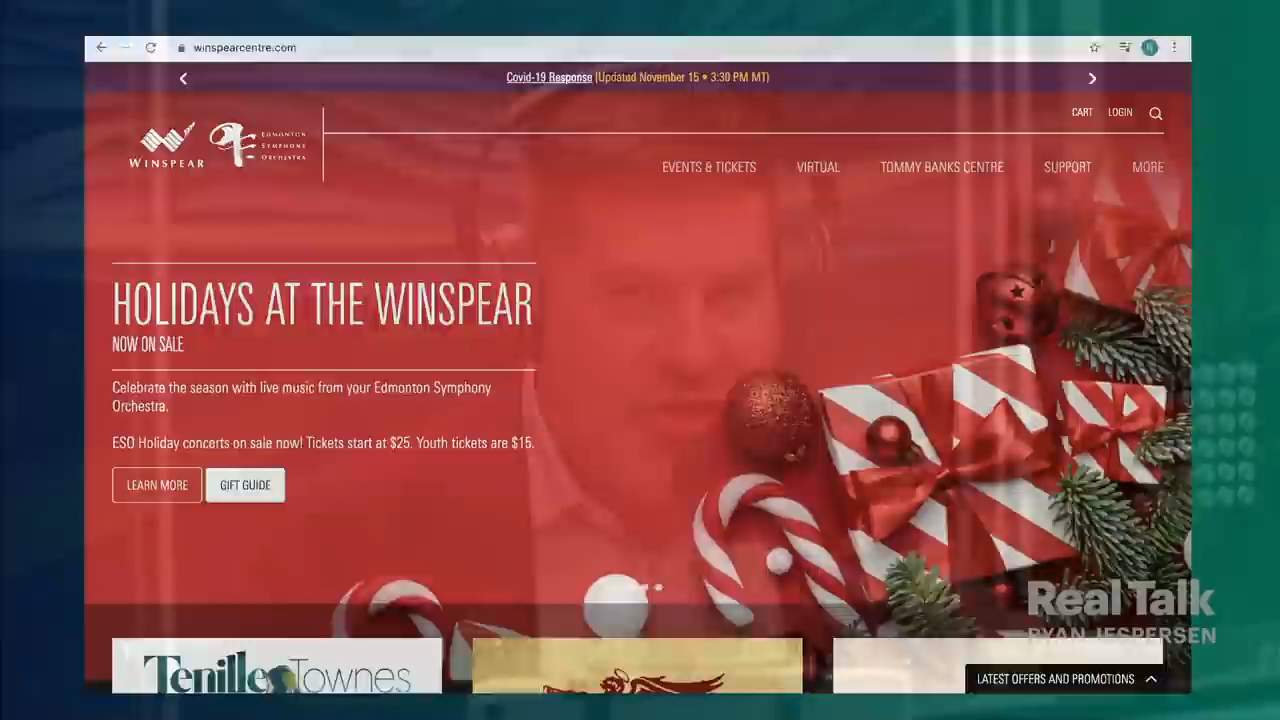 winspearcentre.com
Covid-19 Response (Updated November 15 • 3:30 PM MT)
CART LOGIN
WINSPEAR
EDMONTON
SYMPHONY
ORCHESTRA
EVENTS & TICKETS VIRTUAL TOMMY BANKS CENTRE SUPPORT MORE
HOLIDAYS AT THE WINSPEAR
NOW ON SALE
Celebrate the season with live music from your Edmonton Symphony
Orchestra.
ESO Holiday concerts on sale now! Tickets start at $25. Youth tickets are $15.
LEARN MORE GIFT GUIDE
Real Talk
RYAN JESPERSEN
Tenille Townes
LATEST OFFERS AND PROMOTIONS